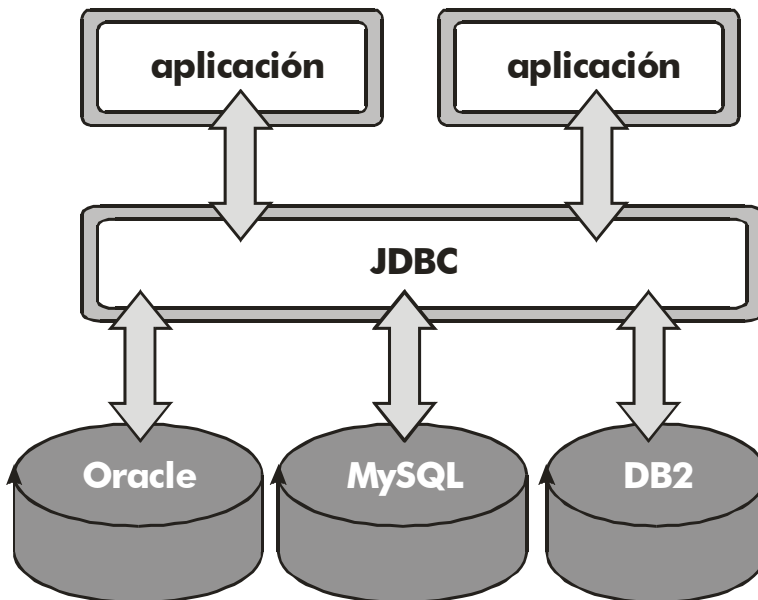 aplicación
aplicación
JDBC
Oracle
MySQL
DB2